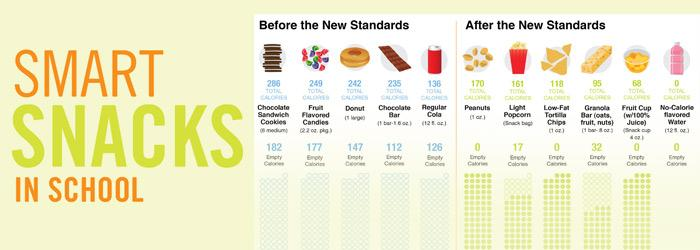 SMART
SNACKS
IN SCHOOL
Before the New Standards
286
TOTAL
CALORIES
Chocolate
Sandwich
Cookies
(6 medium)
182
Empty
Calories
249
TOTAL
CALORIES
Fruit
Flavored
Candies
(2.2 oz. pkg.)
177
Empty
Calories
242
TOTAL
CALORIES
Donut
(1 large)
147
Empty
Calories
235
TOTAL
CALORIES
Chocolate
Bar
(1 bar-1.6 oz.)
112
Empty
Calories
136
TOTAL
CALORIES
Regular
Cola
(12 fl. oz.)
126
Empty
Calories
After the New Standards
170
TOTAL
CALORIES
Peanuts
(1 oz.)
0
Empty
Calories
161
TOTAL
CALORIES
Light
Popcorn
(Snack bag)
17
Empty
Calories
118
TOTAL
CALORIES
Low-Fat
Tortilla
Chips
(1 oz.)
0
Empty
Calories
95
TOTAL
CALORIES
Granola
Bar (oats,
fruit, nuts)
(1 bar-.8 oz.)
32
Empty
Calories
68
TOTAL
CALORIES
Fruit Cup
(w/100%
Juice)
(Snack cup
4 oz.)
0
Empty
Calories
0
TOTAL
CALORIES
No-Calorie
flavored
Water
(12 fl. oz.)
0
Empty
Calories